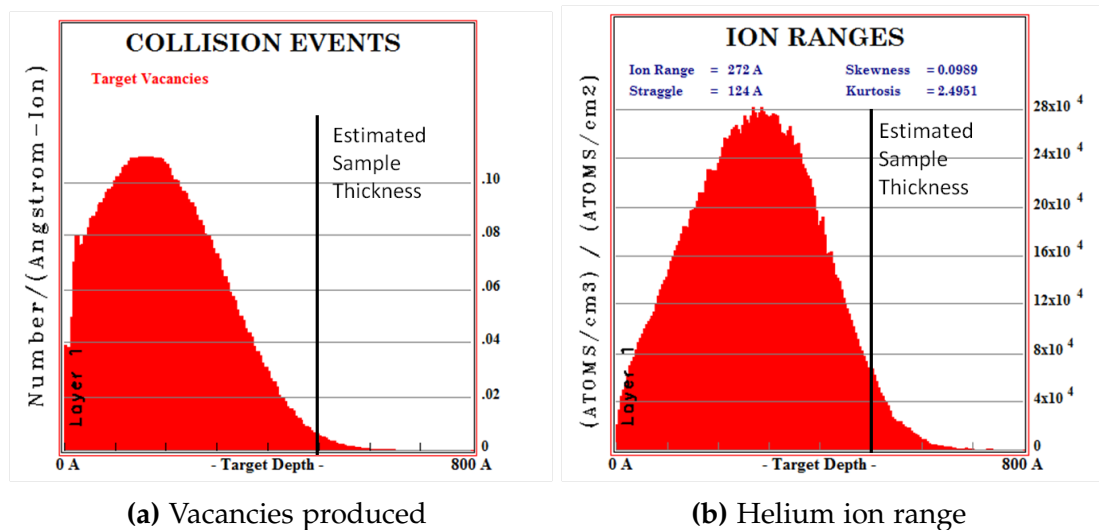 COLLISION EVENTS
Target Vacancies
Estimated
Sample
Thickness
Number/(Angstrom-Ion)
.10
.08
.06
.04
.02
0
Layer 1
0 A
- Target Depth -
800 A
(a) Vacancies produced
ION RANGES
Ion Range = 272 A
Skewness = 0.0989
Straggle = 124 A
Kurtosis = 2.4951
Estimated
Sample
Thickness
(ATOMS/cm3) / (ATOMS/cm2)
28x10 4
24x10 4
20x10 4
16x10 4
12x10 4
8x10 4
4x10 4
0
Layer 1
0 A
- Target Depth -
800 A
(b) Helium ion range